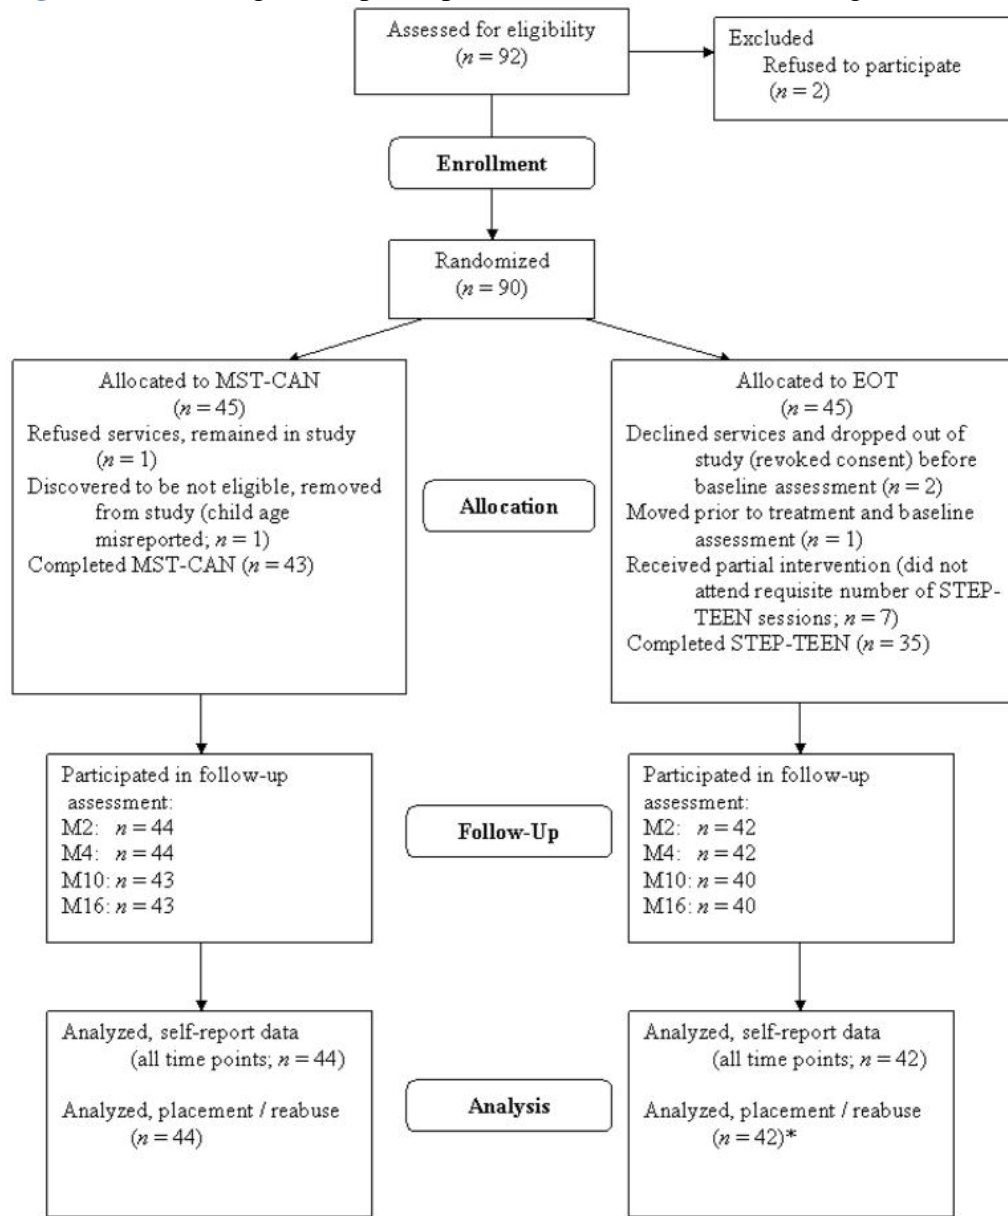 Assessed for eligibility
(n = 92)
Excluded
Refused to participate
(n = 2)
Enrollment
Randomized
(n = 90)
Allocated to MST-CAN
(n = 45)
Refused services, remained in study
(n = 1)
Discovered to be not eligible, removed
from study (child age
misreported; n = 1)
Completed MST-CAN (n = 43)
Allocation
Allocated to EOT
(n = 45)
Declined services and dropped out of
study (revoked consent) before
baseline assessment (n = 2)
Moved prior to treatment and baseline
assessment (n = 1)
Received partial intervention (did not
attend requisite number of STEP-
TEEN sessions; n = 7)
Completed STEP-TEEN (n = 35)
Participated in follow-up
assessment:
M2: n = 44
M4: n = 44
M10: n = 43
M16: n = 43
Follow-Up
Participated in follow-up
assessment:
M2: n = 42
M4: n = 42
M10: n = 40
M16: n = 40
Analyzed, self-report data
(all time points; n = 44)
Analyzed, placement / reabuse
(n = 44)
Analysis
Analyzed, self-report data
(all time points; n = 42)
Analyzed, placement / reabuse
(n = 42)*